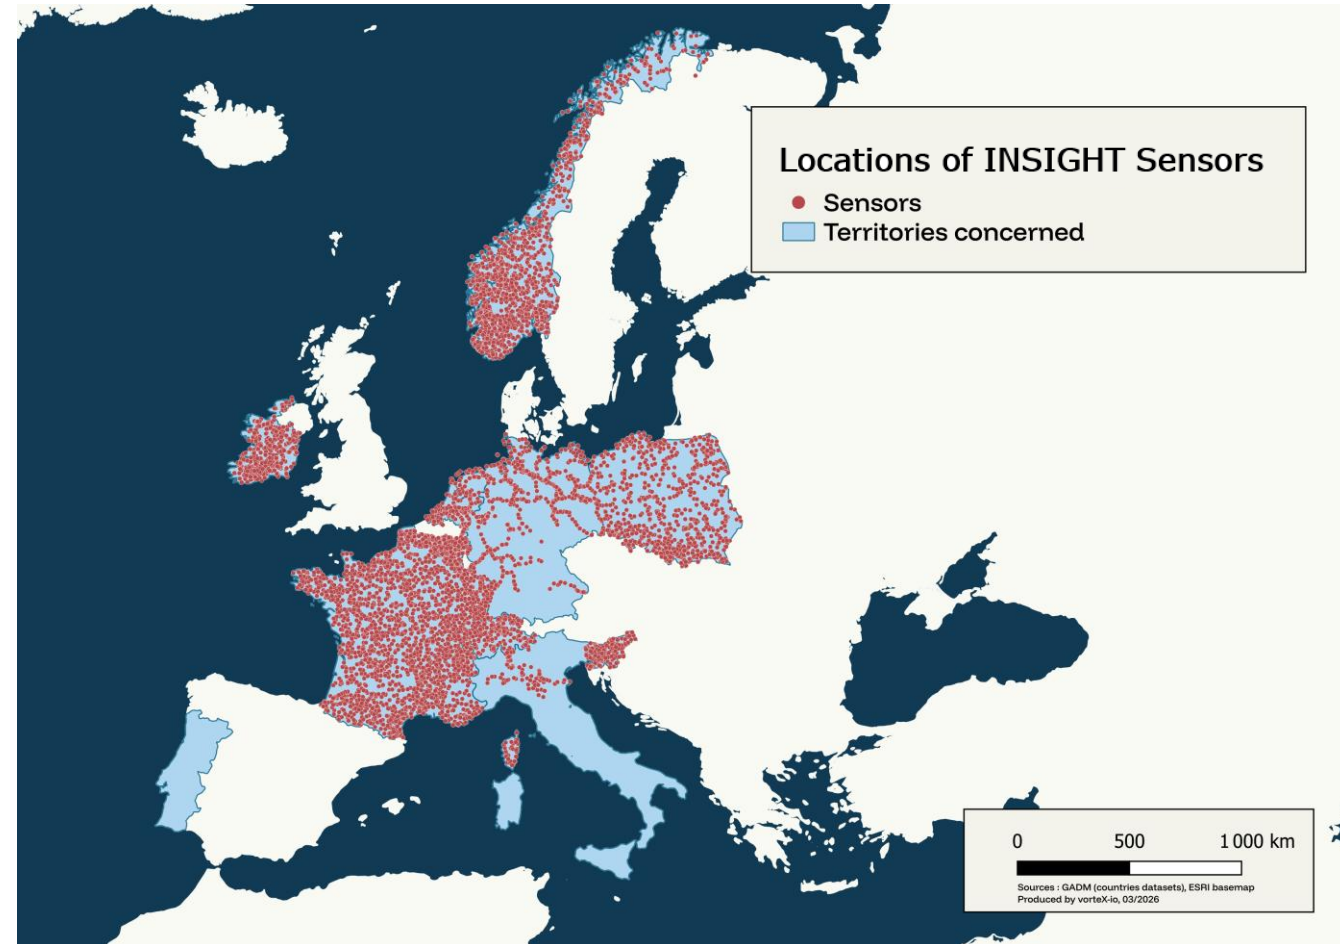 Locations of INSIGHT Sensors
Sensors
Territories concerned
0 500 1 000 km
Sources : GADM (countries datasets), ESRI basemap
Produced by vorteX-io, 03/2026